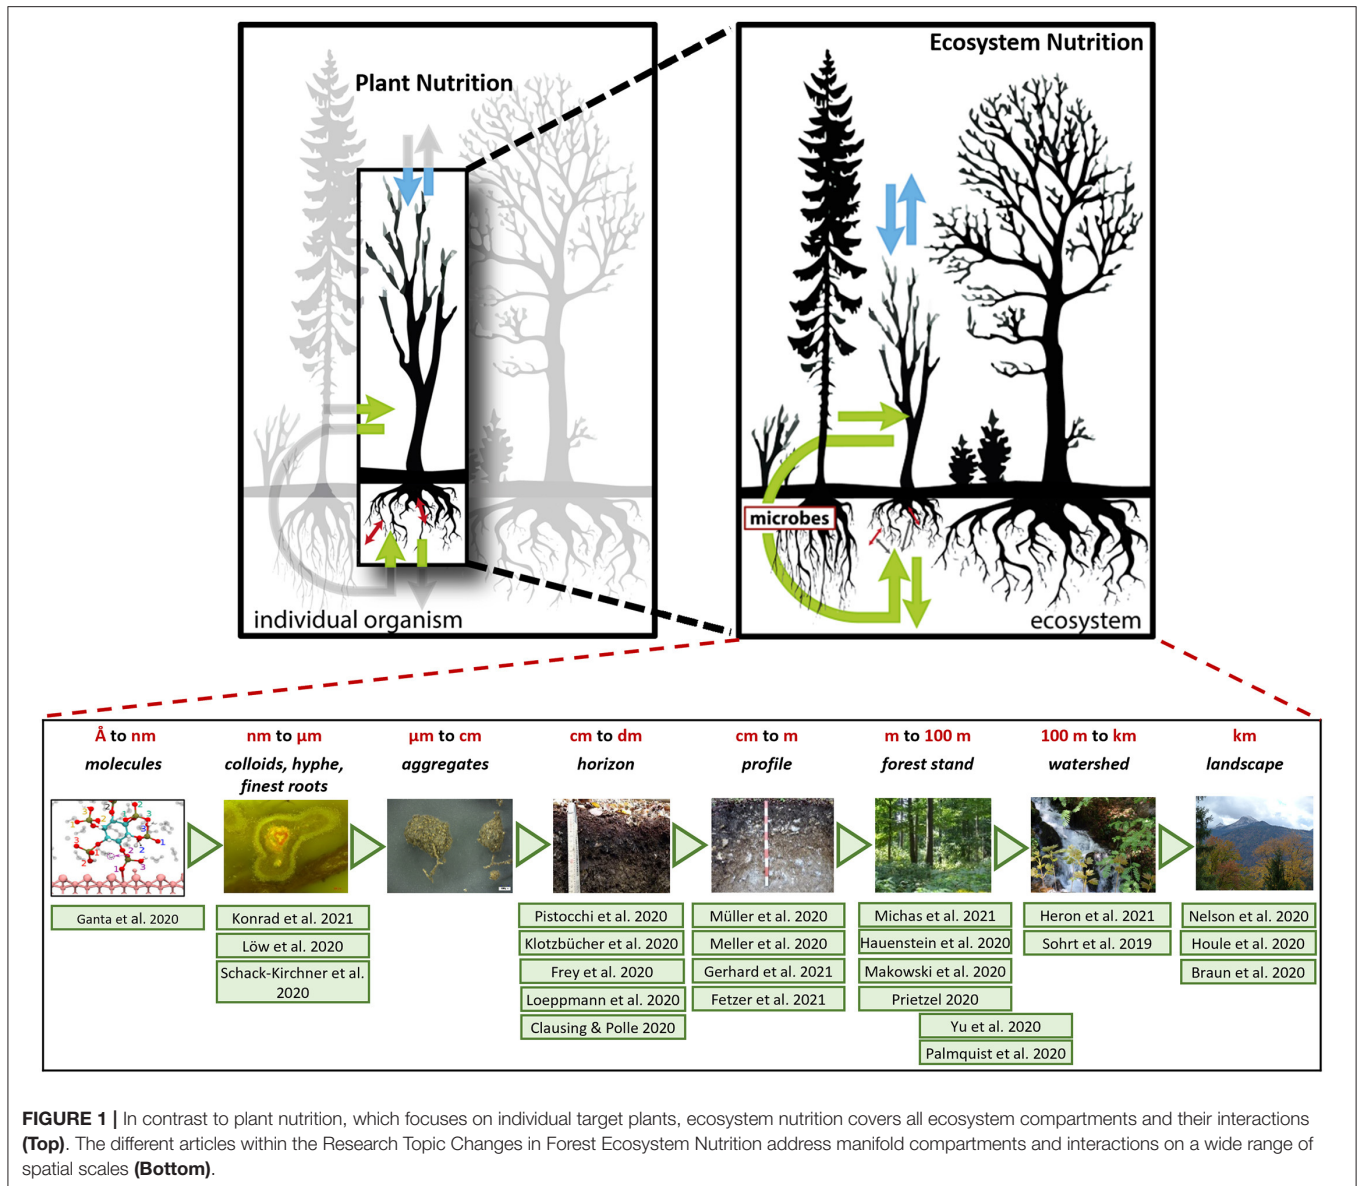 Plant Nutrition
individual organism
Ecosystem Nutrition
microbes
ecosystem
Å to nm
molecules
Ganta et al. 2020
nm to µm
colloids, hyphe,
finest roots
Konrad et al. 2021
Löw et al. 2020
Schack-Kirchner et al.
2020
µm to cm
aggregates
cm to dm
horizon
Pistocchi et al. 2020
Klotzbücher et al. 2020
Frey et al. 2020
Loeppmann et al. 2020
Clausing & Polle 2020
cm to m
profile
Müller et al. 2020
Meller et al. 2020
Gerhard et al. 2021
Fetzer et al. 2021
m to 100 m
forest stand
Michas et al. 2021
Hauenstein et al. 2020
Makowski et al. 2020
Prietzel 2020
Yu et al. 2020
Palmquist et al. 2020
100 m to km
watershed
Heron et al. 2021
Sohrt et al. 2019
km
landscape
Nelson et al. 2020
Houle et al. 2020
Braun et al. 2020
FIGURE 1 | In contrast to plant nutrition, which focuses on individual target plants, ecosystem nutrition covers all ecosystem compartments and their interactions
(Top). The different articles within the Research Topic Changes in Forest Ecosystem Nutrition address manifold compartments and interactions on a wide range of
spatial scales (Bottom).